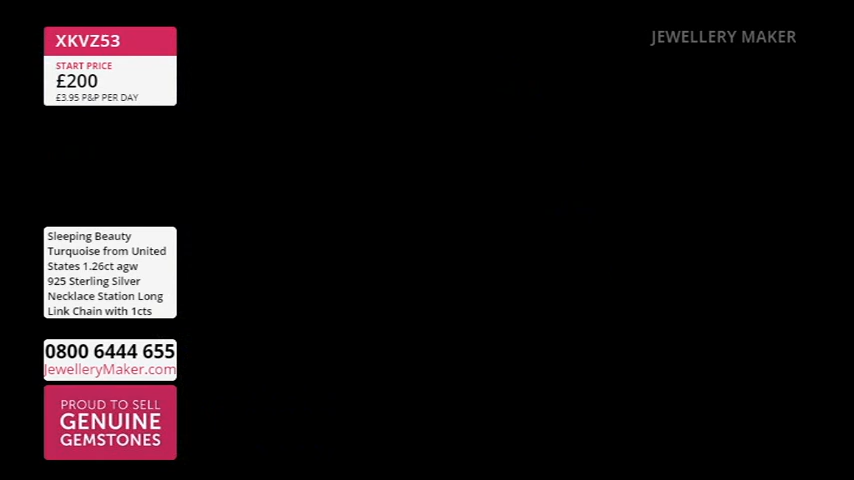 XKVZ53
JEWELLERY MAKER
START PRICE
£200
£3.95 P&P PER DAY
Sleeping Beauty
Turquoise from United
States 1.26ct agw
925 Sterling Silver
Necklace Station Long
Link Chain with 1cts
0800 6444 655
JewelleryMaker.com
PROUD TO SELL
GENUINE
GEMSTONES